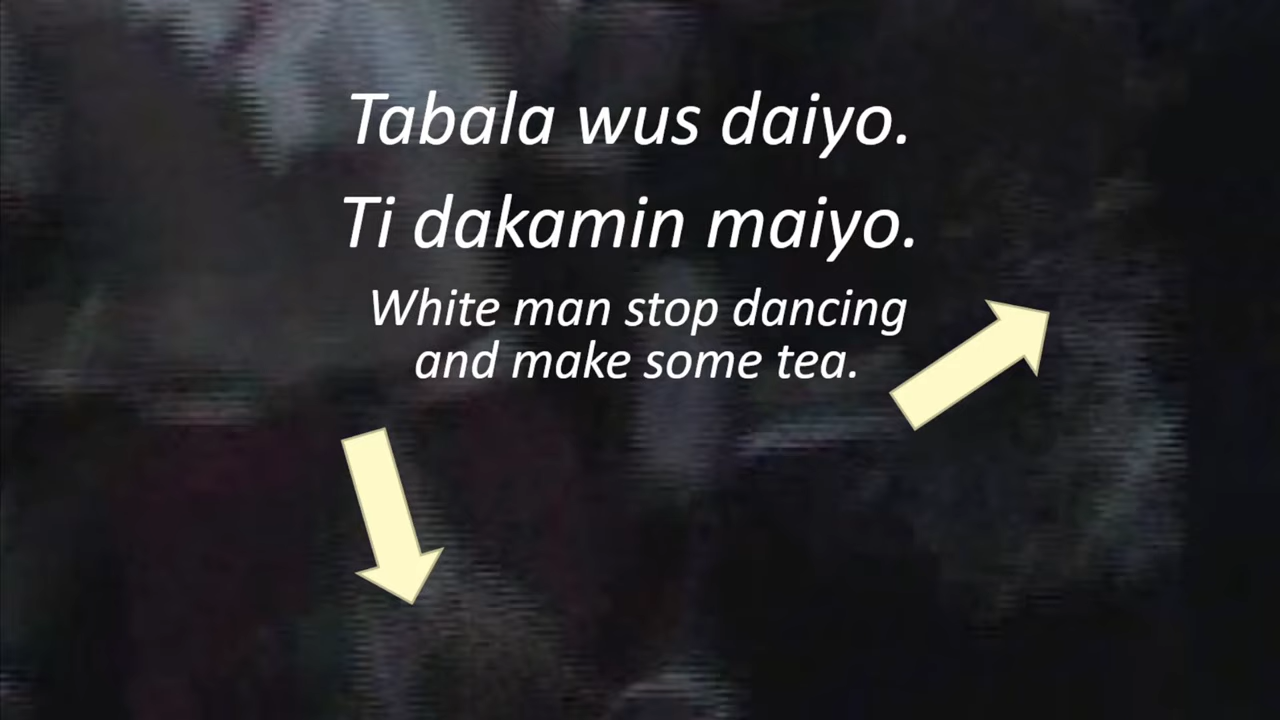 Tabala wus daiyo.
Ti dakamin maiyo.
White man stop dancing
and make some tea.